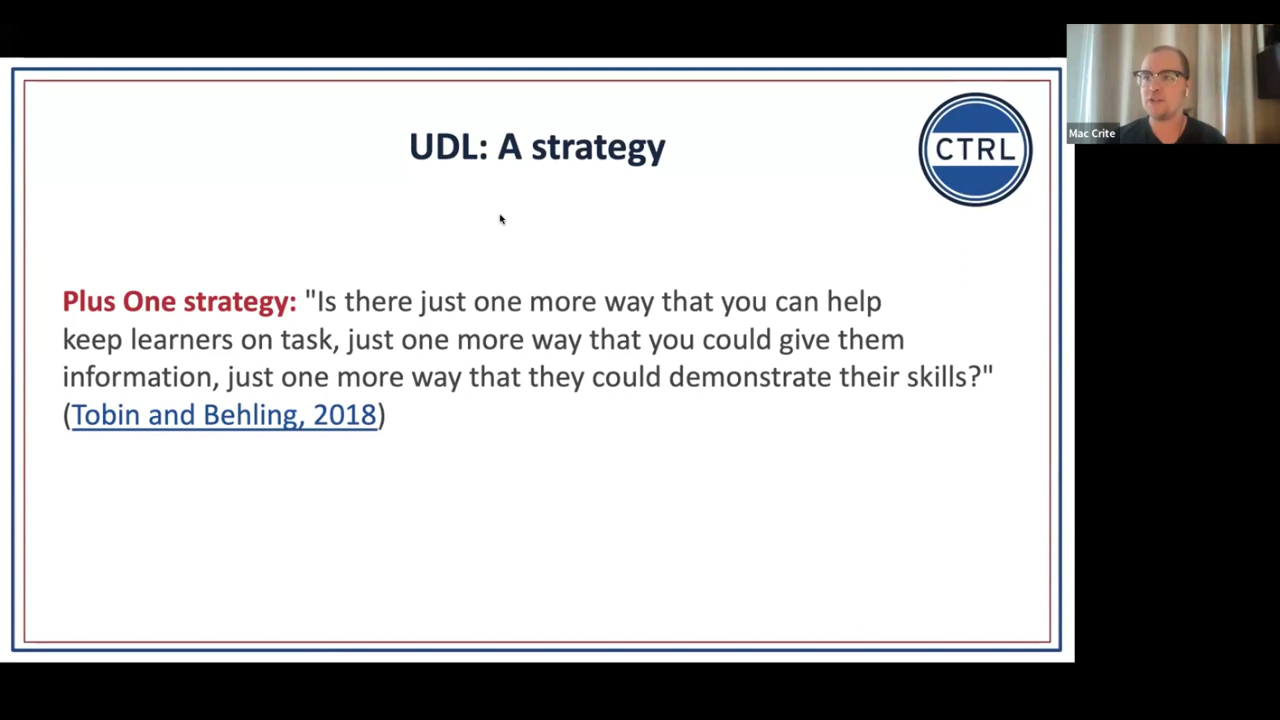 UDL: A strategy
CTRL
Mac Crite
Plus One strategy: "Is there just one more way that you can help
keep learners on task, just one more way that you could give them
information, just one more way that they could demonstrate their skills?"
(Tobin and Behling, 2018)